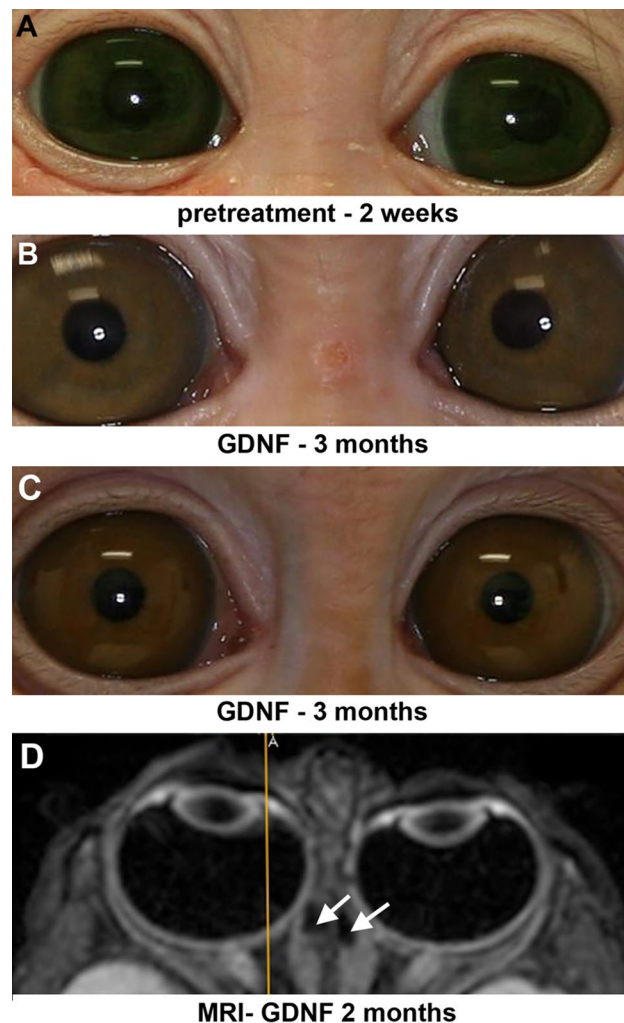 A
pretreatment - 2 weeks
B
GDNF - 3 months
C
GDNF - 3 months
D
A
MRI- GDNF 2 months